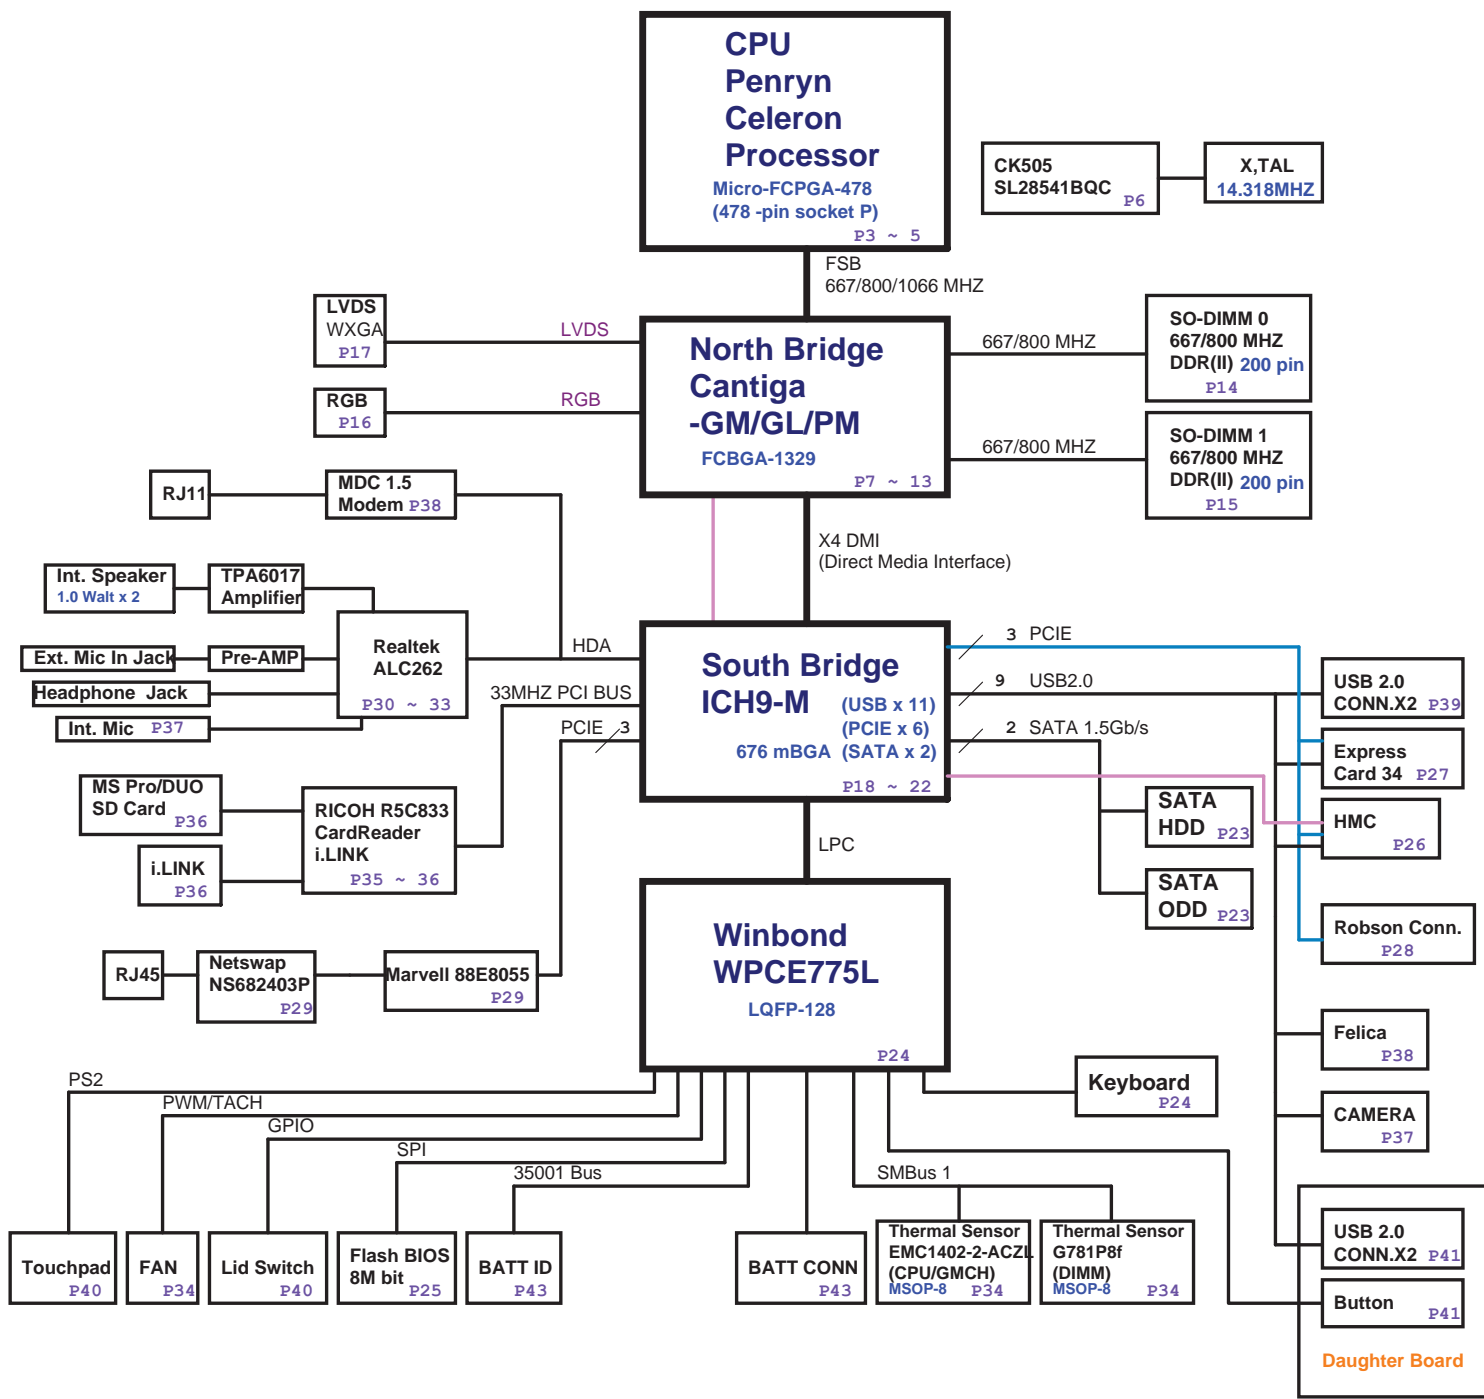 CPU
Penryn
Celeron
Processor
Micro-FCPGA-478
(478 -pin socket P)
P3 ~ 5
CK505
SL28541BQC
P6
X,TAL
14.318MHZ
FSB
667/800/1066 MHZ
LVDS
WXGA
P17
LVDS
RGB
P16
RGB
North Bridge
Cantiga
-GM/GL/PM
FCBGA-1329
P7 ~ 13
667/800 MHZ
SO-DIMM 0
667/800 MHZ
DDR(II) 200 pin
P14
667/800 MHZ
SO-DIMM 1
667/800 MHZ
DDR(II) 200 pin
P15
RJ11
MDC 1.5
Modem P38
X4 DMI
(Direct Media Interface)
Int. Speaker
1.0 Walt x 2
TPA6017
Amplifier
Ext. Mic In Jack
Pre-AMP
Headphone Jack
Int. Mic P37
Realtek
ALC262
P30 ~ 33
HDA
33MHZ PCI BUS
PCIE 3
South Bridge
ICH9-M
(USB x 11)
(PCIE x 6)
676 mBGA (SATA x 2)
P18 ~ 22
3 PCIE
9 USB2.0
2 SATA 1.5Gb/s
USB 2.0
CONN.X2 P39
Express
Card 34 P27
HMC
P26
MS Pro/DUO
SD Card
P36
i.LINK
P36
RICOH R5C833
CardReader
i.LINK
P35 ~ 36
SATA
HDD P23
SATA
ODD P23
LPC
Robson Conn.
P28
RJ45
Netswap
NS682403P
P29
Marvell 88E8055
P29
Winbond
WPCE775L
LQFP-128
P24
Felica
P38
Keyboard
P24
CAMERA
P37
PS2
PWM/TACH
GPIO
SPI
35001 Bus
SMBus 1
Touchpad
P40
FAN
P34
Lid Switch
P40
Flash BIOS
8M bit
P25
BATT ID
P43
BATT CONN
P43
Thermal Sensor
EMC1402-2-ACZL
(CPU/GMCH)
MSOP-8 P34
Thermal Sensor
G781P8f
(DIMM)
MSOP-8 P34
USB 2.0
CONN.X2 P41
Button
P41
Daughter Board